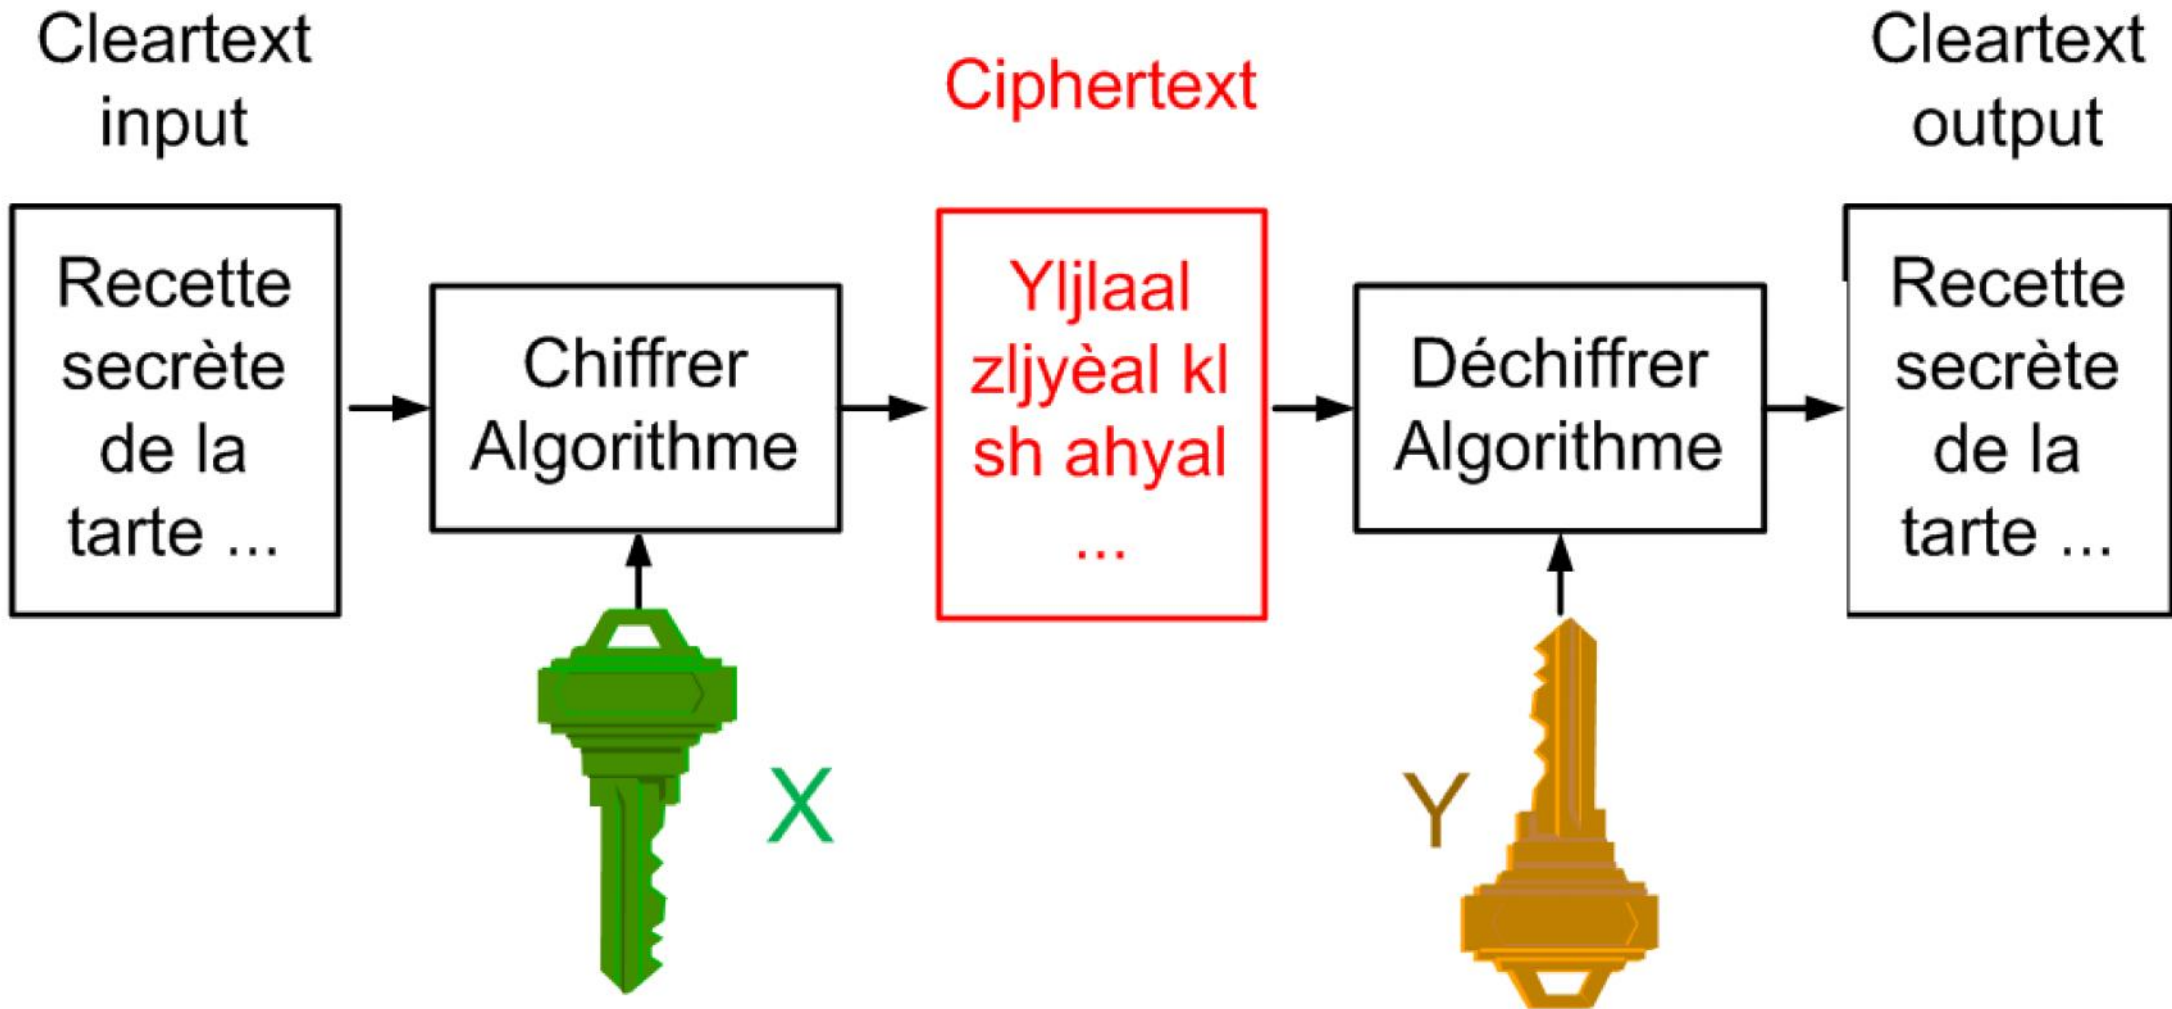 Cleartext
input
Recette
secrète
de la
tarte ...
Chiffrer
Algorithme
X
Ciphertext
Yljlaal
zljyèal kl
sh ahyal
...
Déchiffrer
Algorithme
Y
Cleartext
output
Recette
secrète
de la
tarte ...